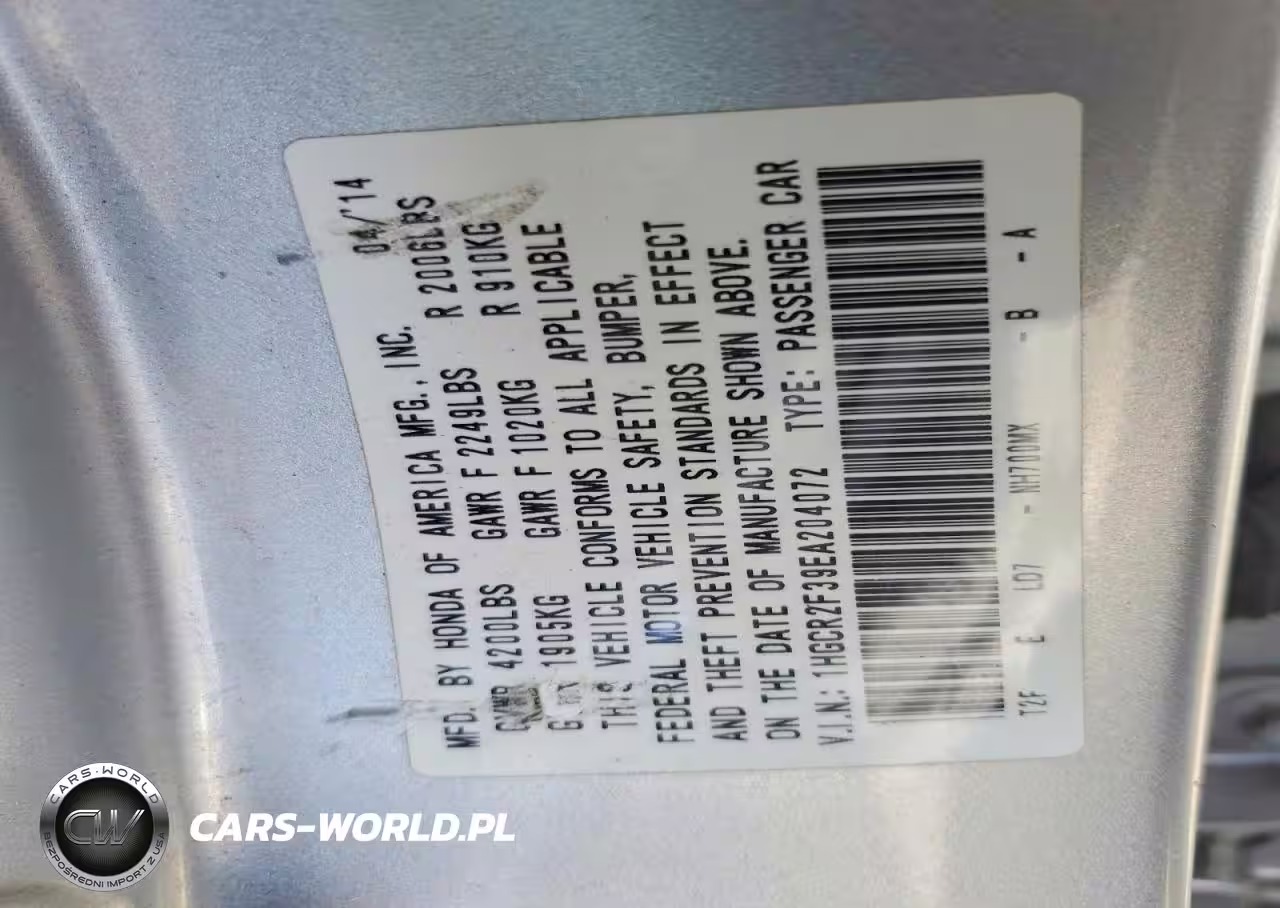 MFD. BY HONDA OF AMERICA MFG., INC. 04/'14
4200LBS GAWR F 2249LBS R 2006LBS
1905KG GAWR F 1020KG R 910KG
THIS VEHICLE CONFORMS TO ALL APPLICABLE
FEDERAL MOTOR VEHICLE SAFETY, BUMPER,
AND THEFT PREVENTION STANDARDS IN EFFECT
ON THE DATE OF MANUFACTURE SHOWN ABOVE.
V.I.N.: 1HGCR2F39EA204072 TYPE: PASSENGER CAR
T2F E LD7 - NH700MX - B - A
CARS-WORLD
CW
BEZPOŚREDNI IMPORT Z USA
CARS-WORLD.PL